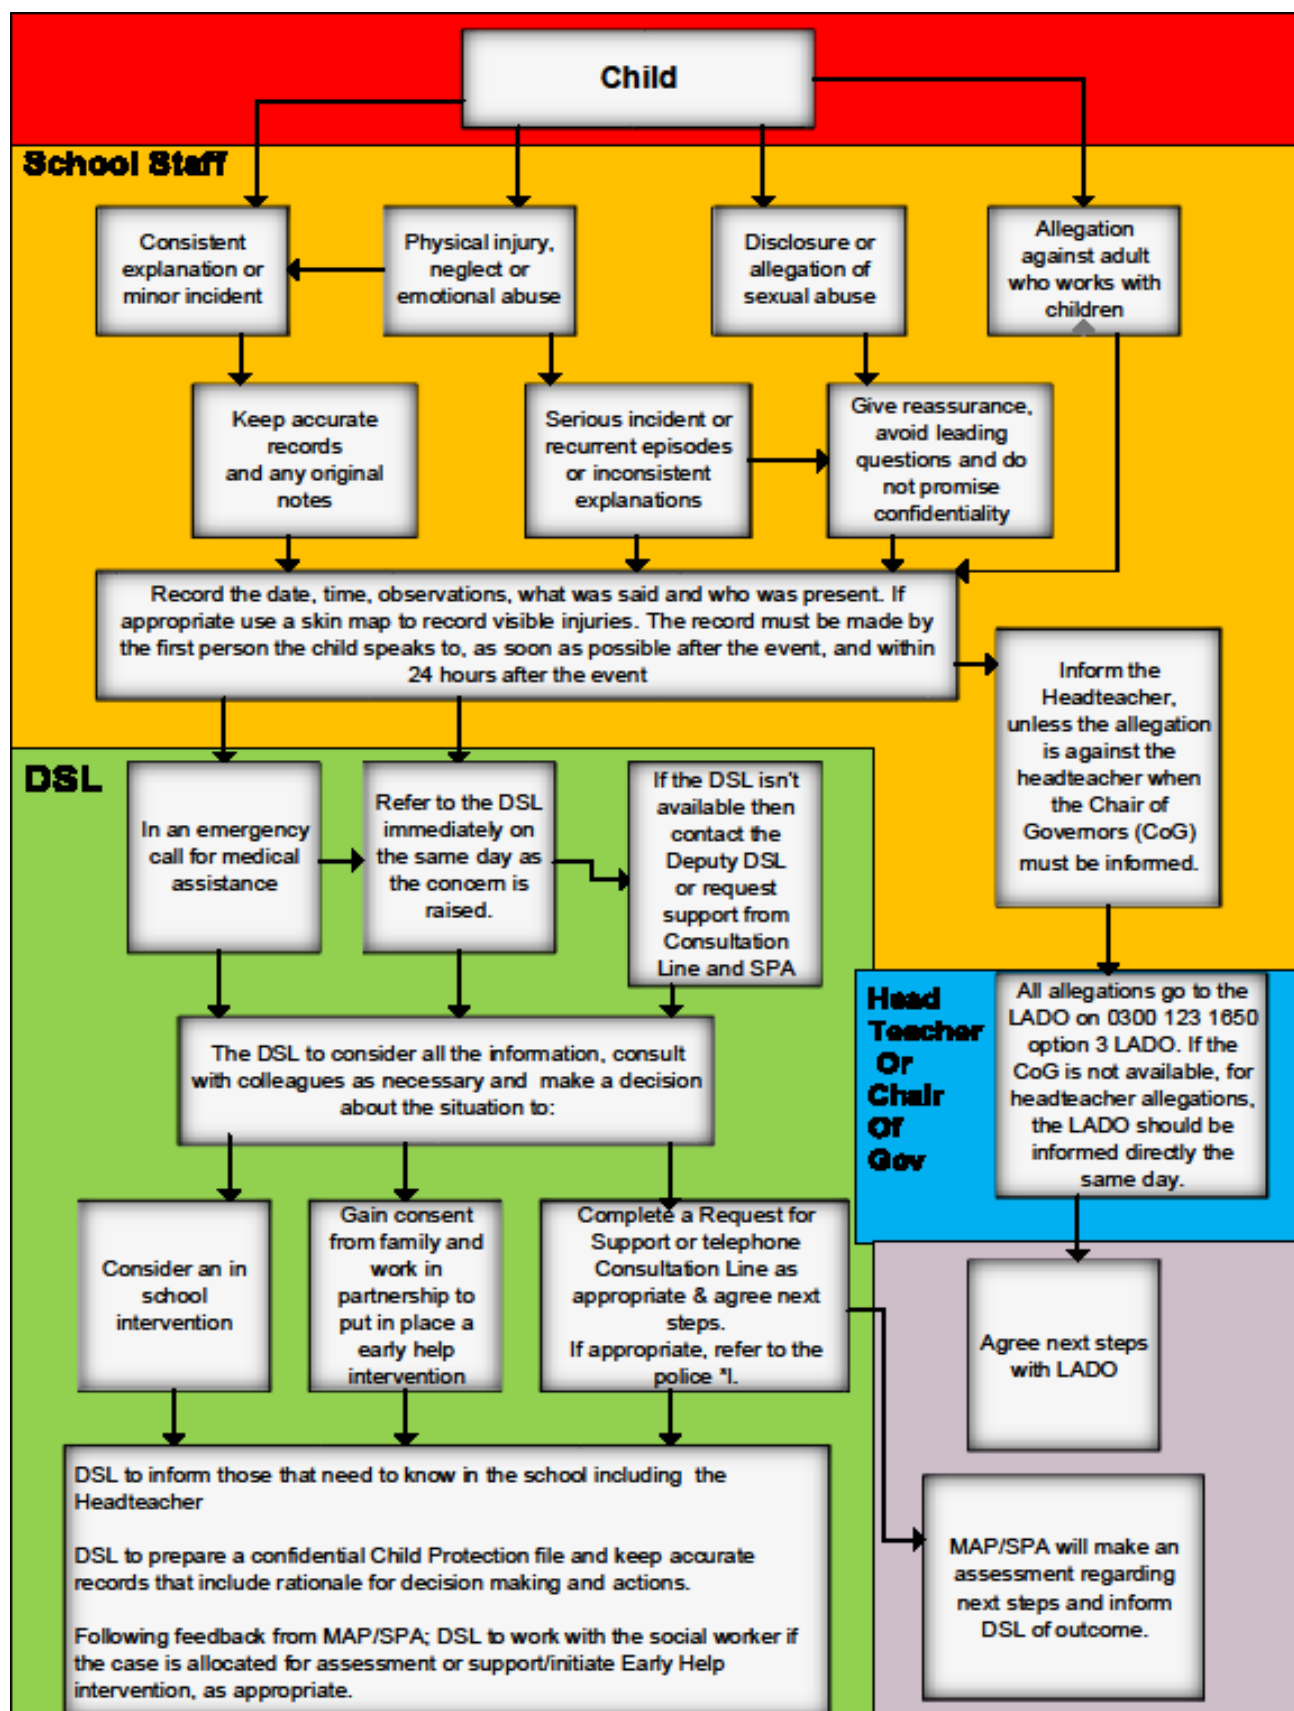 Child
School Staff
Consistent
explanation or
minor incident
Physical injury,
neglect or
emotional abuse
Disclosure or
allegation of
sexual abuse
Allegation
against adult
who works with
children
Keep accurate
records
and any original
notes
Serious incident or
recurrent episodes
or inconsistent
explanations
Give reassurance,
avoid leading
questions and do
not promise
confidentiality
Record the date, time, observations, what was said and who was present. If
appropriate use a skin map to record visible injuries. The record must be made by
the first person the child speaks to, as soon as possible after the event, and within
24 hours after the event
Inform the
Headteacher,
unless the allegation
is against the
headteacher when
the Chair of
Governors (CoG)
must be informed.
DSL
In an emergency
call for medical
assistance
Refer to the DSL
immediately on
the same day as
the concern is
raised.
If the DSL isn't
available then
contact the
Deputy DSL
or request
support from
Consultation
Line and SPA
Head
Teacher
Or
Chair
Of
Gov
All allegations go to the
LADO on 0300 123 1650
option 3 LADO. If the
CoG is not available, for
headteacher allegations,
the LADO should be
informed directly the
same day.
The DSL to consider all the information, consult
with colleagues as necessary and make a decision
about the situation to:
Consider an in
school
intervention
Gain consent
from family and
work in
partnership to
put in place a
early help
intervention
Complete a Request for
Support or telephone
Consultation Line as
appropriate & agree next
steps.
If appropriate, refer to the
police *I.
Agree next steps
with LADO
DSL to inform those that need to know in the school including the
Headteacher
DSL to prepare a confidential Child Protection file and keep accurate
records that include rationale for decision making and actions.
Following feedback from MAP/SPA; DSL to work with the social worker if
the case is allocated for assessment or support/initiate Early Help
intervention, as appropriate.
MAP/SPA will make an
assessment regarding
next steps and inform
DSL of outcome.